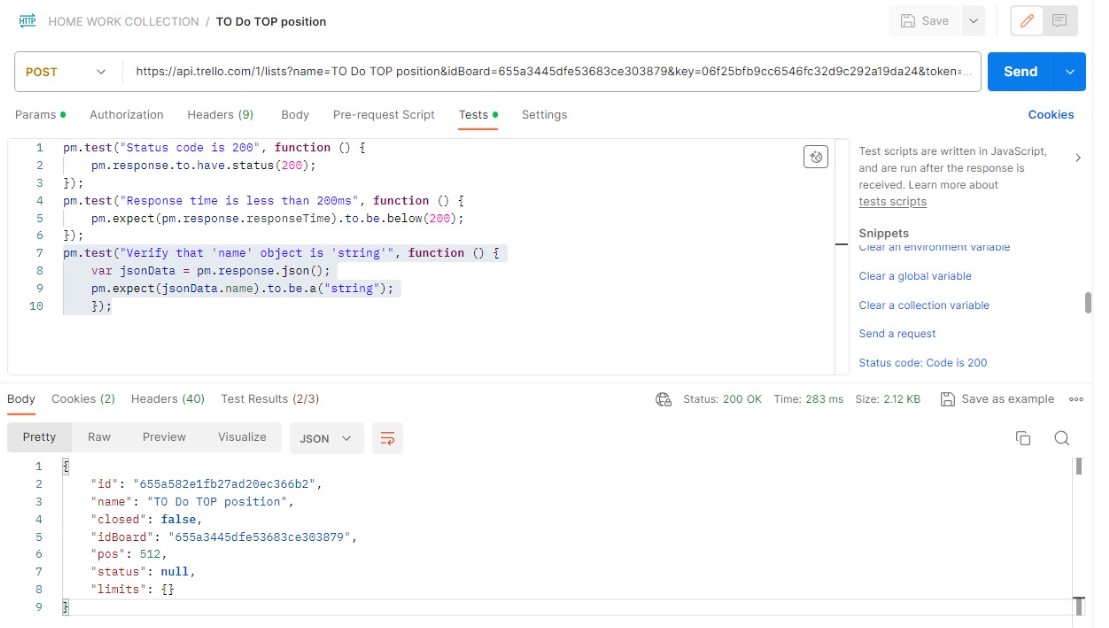 HTTP HOME WORK COLLECTION / TO Do TOP position Save
POST https://api.trello.com/1/lists?name=TO Do TOP position&idBoard=655a3445dfe53683ce303879&key=06f25bfb9cc6546fc32d9c292a19da24&token=... Send
Params Authorization Headers (9) Body Pre-request Script Tests Settings Cookies
1 pm.test("Status code is 200", function () {
2 pm.response.to.have.status(200);
3 });
4 pm.test("Response time is less than 200ms", function () {
5 pm.expect(pm.response.responseTime).to.be.below(200);
6 });
7 pm.test("Verify that 'name' object is 'string'", function () {
8 var jsonData = pm.response.json();
9 pm.expect(jsonData.name).to.be.a("string");
10 });
Test scripts are written in JavaScript,
and are run after the response is
received. Learn more about
tests scripts
Snippets
Clear an environment variable
Clear a global variable
Clear a collection variable
Send a request
Status code: Code is 200
Body Cookies (2) Headers (40) Test Results (2/3) Status: 200 OK Time: 283 ms Size: 2.12 KB Save as example
Pretty Raw Preview Visualize JSON
1 {
2 "id": "655a582e1fb27ad20ec366b2",
3 "name": "TO Do TOP position",
4 "closed": false,
5 "idBoard": "655a3445dfe53683ce303879",
6 "pos": 512,
7 "status": null,
8 "limits": {}
9 }